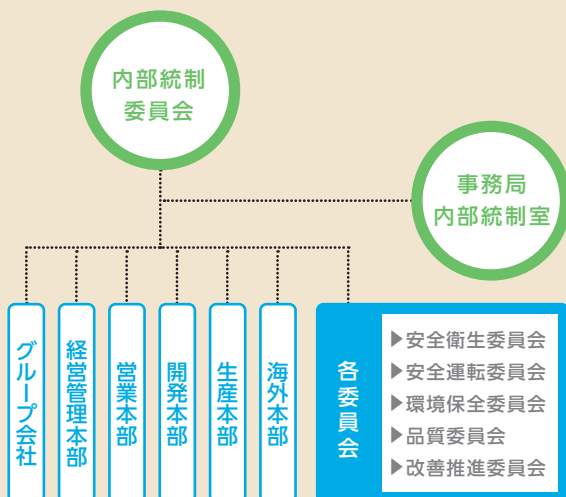 内部統制
委員会
事務局
内部統制室
グループ会社
経営管理本部
営業本部
開発本部
生産本部
海外本部
各委員会
▶安全衛生委員会
▶安全運転委員会
▶環境保全委員会
▶品質委員会
▶改善推進委員会